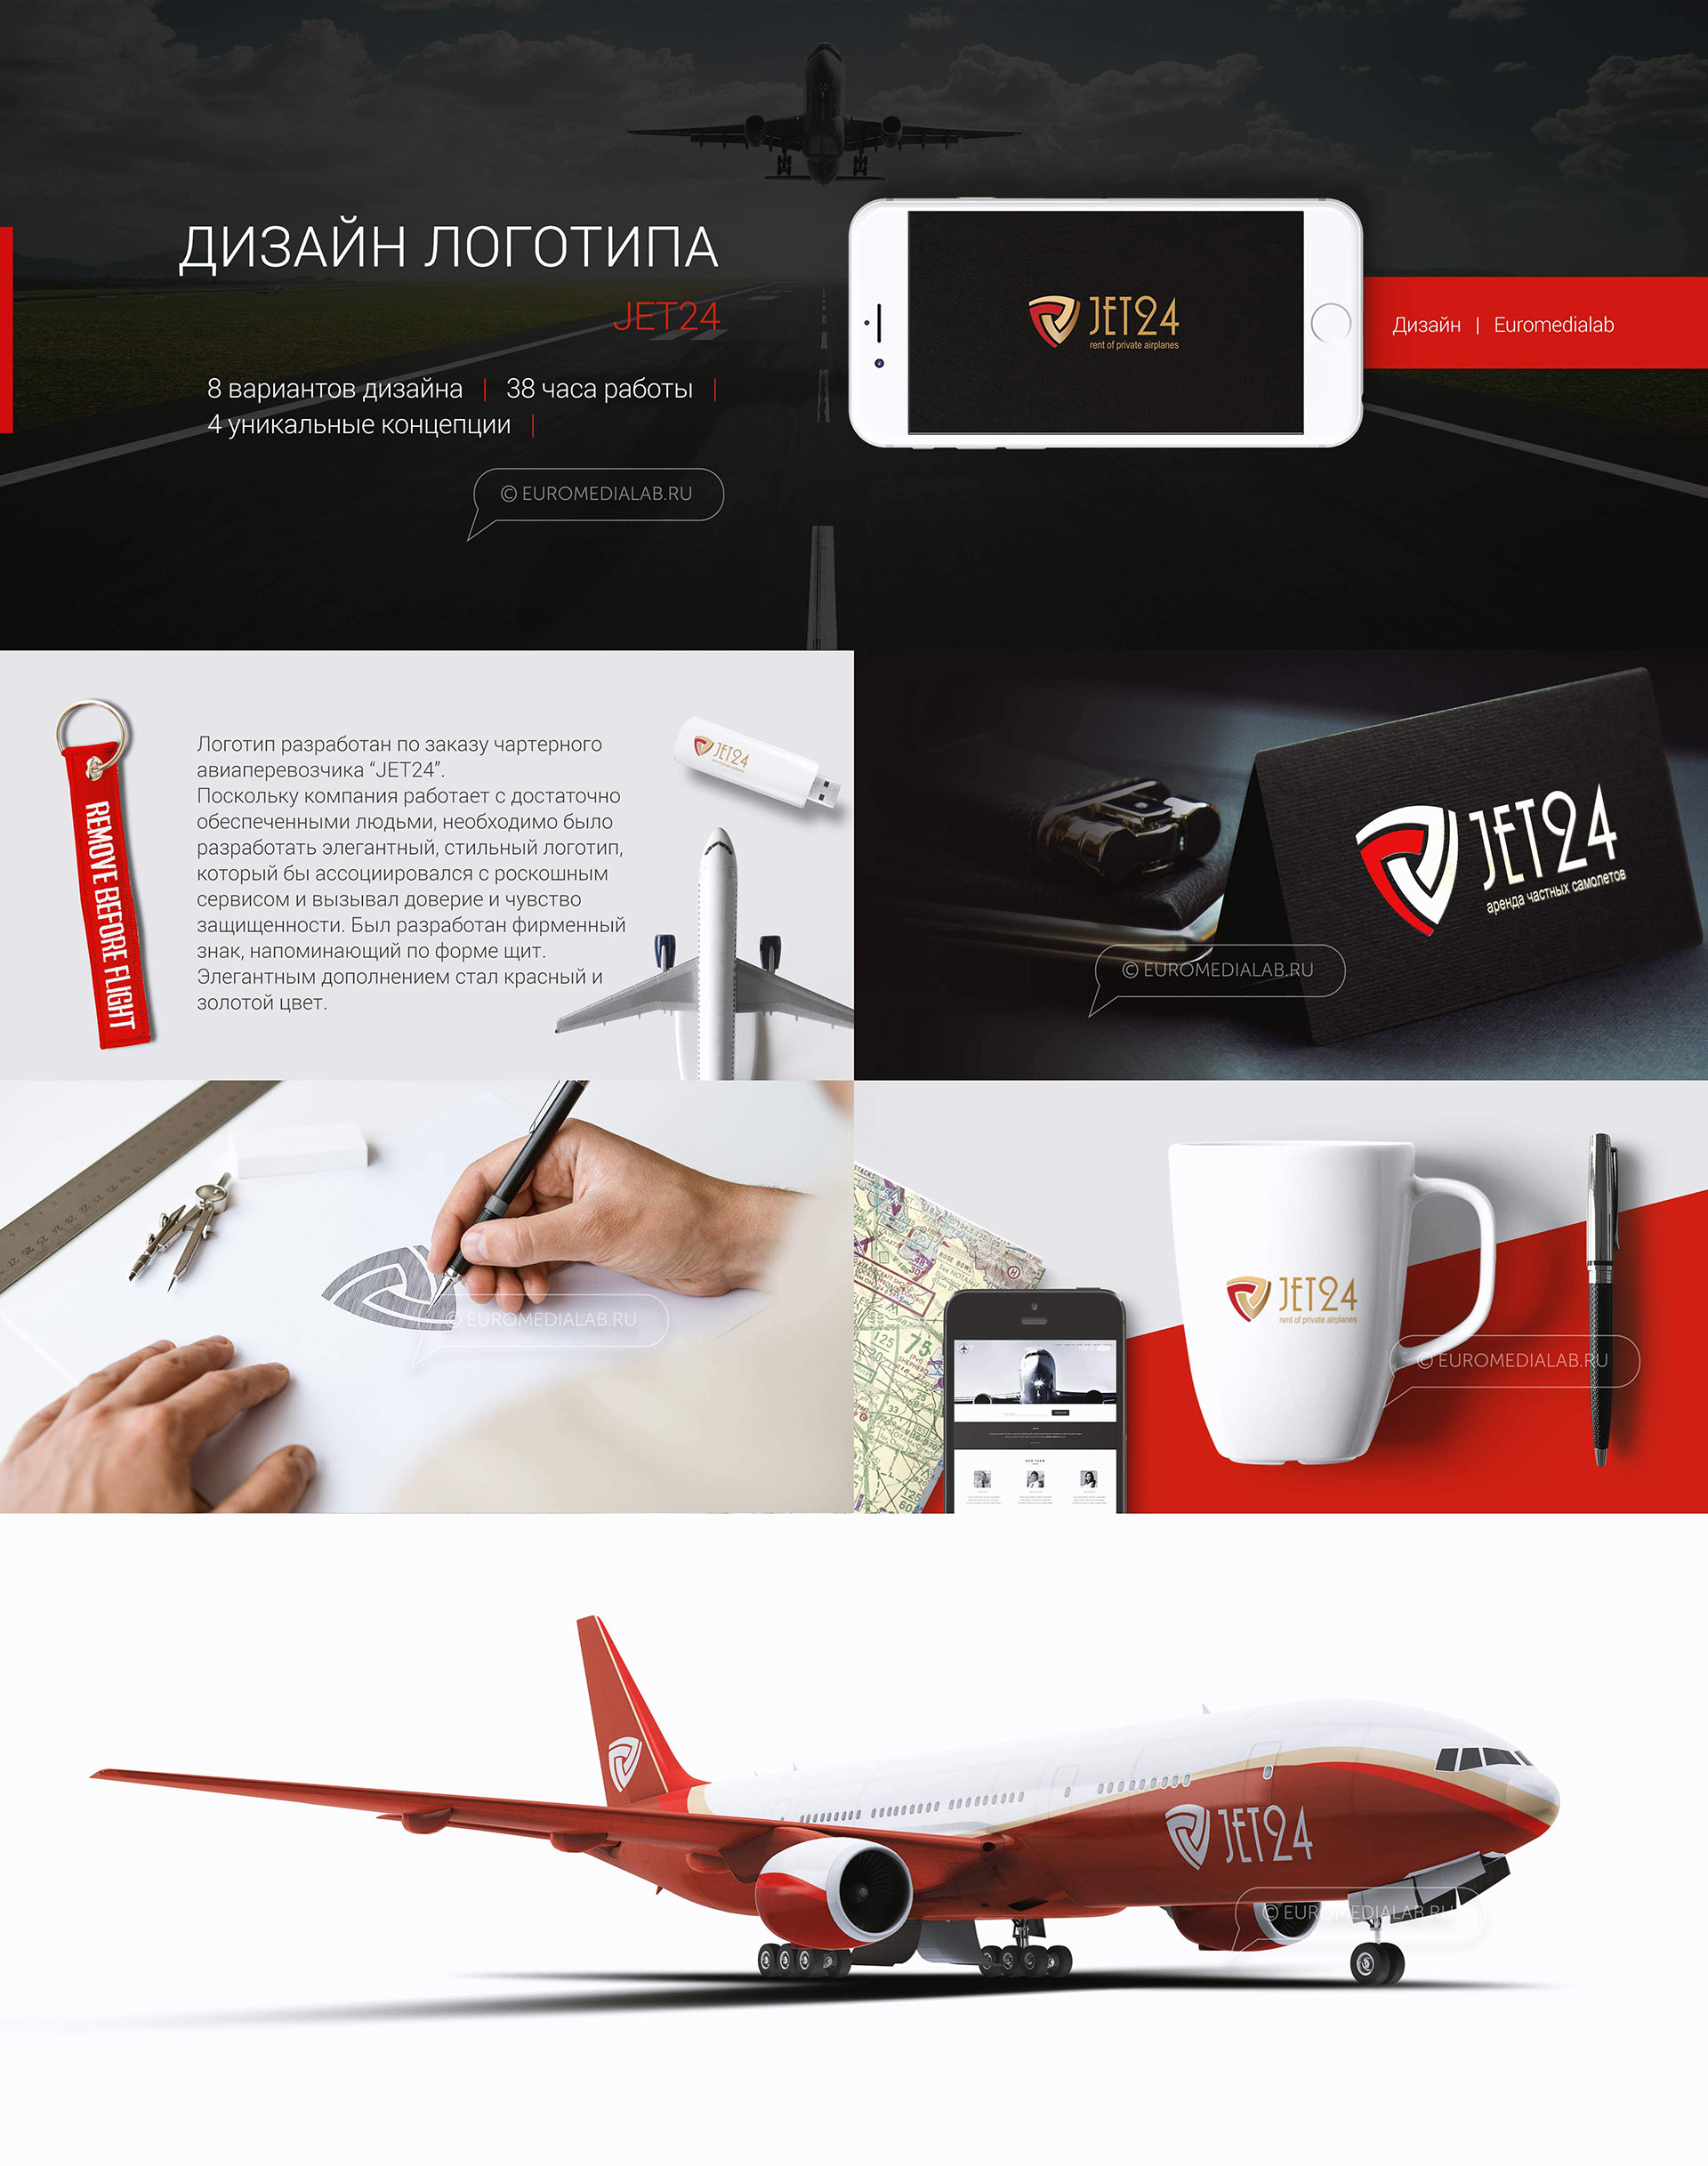 ДИЗАЙН ЛОГОТИПА
JET24
8 вариантов дизайна | 38 часа работы |
4 уникальные концепции |
© EUROMEDIALAB.RU
JET24
rent of private airplanes
Дизайн | Euromedialab
REMOVE BEFORE FLIGHT
Логотип разработан по заказу чартерного
авиаперевозчика “JET24”.
Поскольку компания работает с достаточно
обеспеченными людьми, необходимо было
разработать элегантный, стильный логотип,
который бы ассоциировался с роскошным
сервисом и вызывал доверие и чувство
защищенности. Был разработан фирменный
знак, напоминающий по форме щит.
Элегантным дополнением стал красный и
золотой цвет.
JET24
JET24
аренда частных самолетов
© EUROMEDIALAB.RU
© EUROMEDIALAB.RU
JET24
rent of private airplanes
© EUROMEDIALAB.RU
OUR TEAM
JET24
© EUROMEDIALAB.RU